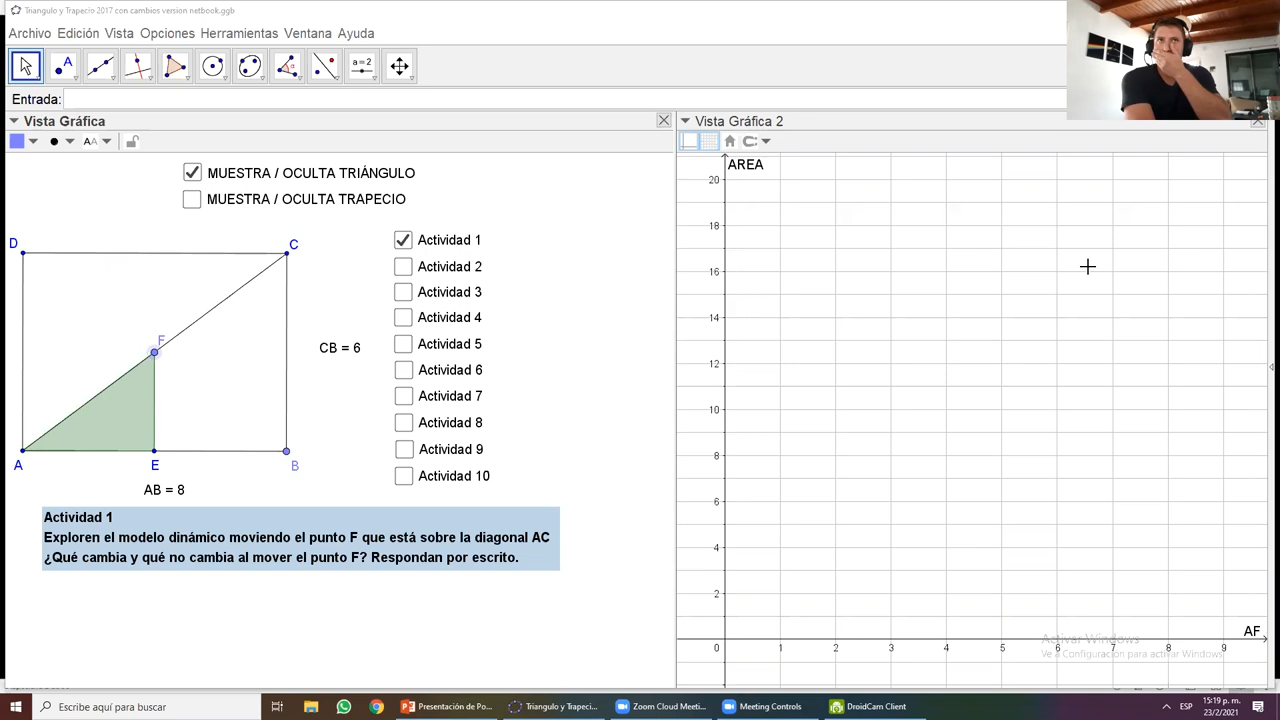 Triangulo y Trapecio 2017 con cambios version netbook.ggb
Archivo Edición Vista Opciones Herramientas Ventana Ayuda
A
a=2
Entrada:
Vista Gráfica
Vista Gráfica 2
AA
MUESTRA / OCULTA TRIÁNGULO
MUESTRA / OCULTA TRAPECIO
D
C
F
A
E
B
CB = 6
AB = 8
Actividad 1
Actividad 2
Actividad 3
Actividad 4
Actividad 5
Actividad 6
Actividad 7
Actividad 8
Actividad 9
Actividad 10
Actividad 1
Exploren el modelo dinámico moviendo el punto F que está sobre la diagonal AC
¿Qué cambia y qué no cambia al mover el punto F? Respondan por escrito.
AREA
20
18
16
14
12
10
8
6
4
2
0 1 2 3 4 5 6 7 8 9
AF
Activar Windows
Ve a Configuración para activar Windows.
Escribe aquí para buscar
Presentación de Po...
Triangulo y Trapeci...
Zoom Cloud Meeti...
Meeting Controls
DroidCam Client
ESP
15:19 p. m.
23/2/2021